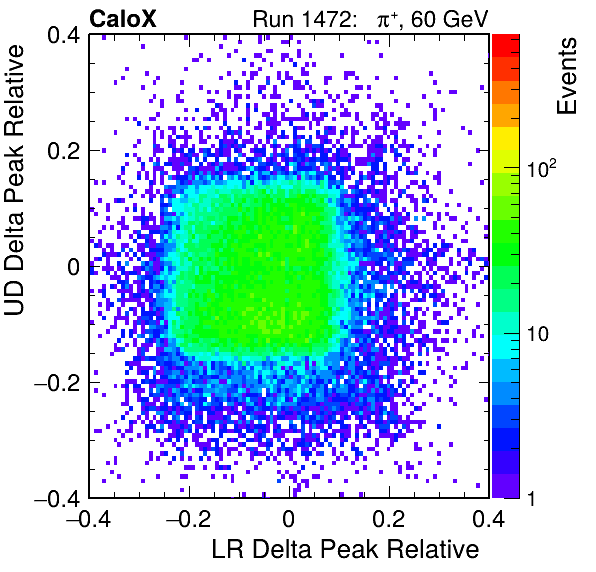 CaloX Run 1472: π⁺, 60 GeV
UD Delta Peak Relative
0.4
0.2
0
−0.2
−0.4
−0.4 −0.2 0 0.2 0.4
LR Delta Peak Relative
Events
10²
10
1